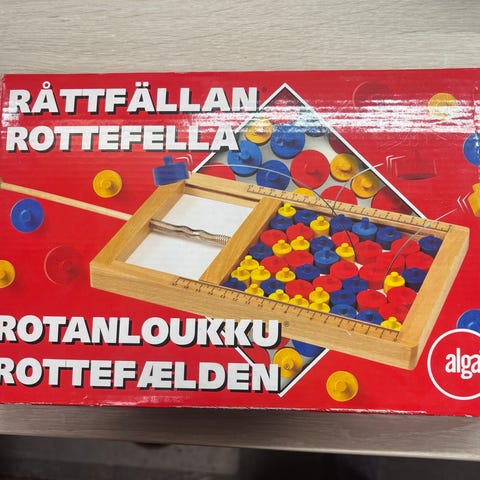 RÅTTFÄLLAN
ROTTEFELLA
ROTANLOUKKU®
ROTTEFÆLDEN
alga